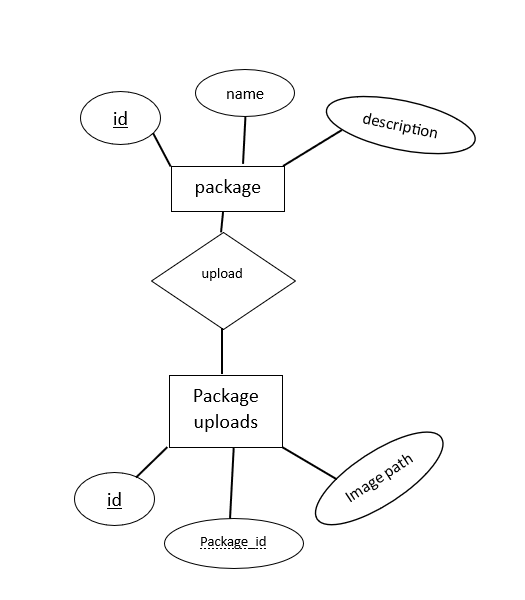 name
id
description
package
upload
Package
uploads
Image path
id
Package_id